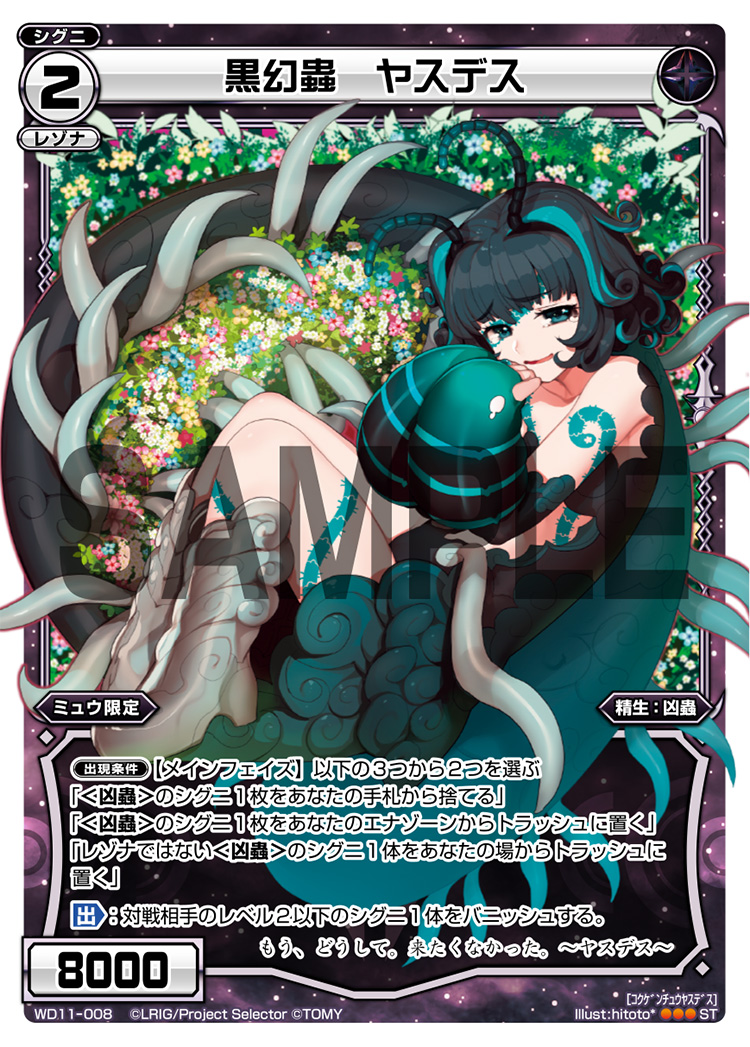 シグニ
2
黒幻蟲　ヤスデス
レゾナ
SAMPLE
ミュウ限定
精生：凶蟲
出現条件【メインフェイズ】以下の3つから2つを選ぶ
「＜凶蟲＞のシグニ1枚をあなたの手札から捨てる」
「＜凶蟲＞のシグニ1枚をあなたのエナゾーンからトラッシュに置く」
「レゾナではない＜凶蟲＞のシグニ1体をあなたの場からトラッシュに
置く」
出：対戦相手のレベル2以下のシグニ1体をバニッシュする。
もう、どうして。来たくなかった。～ヤスデス～
8000
[コクゲンチュウヤスデス]
WD11-008 ©LRIG/Project Selector ©TOMY
Illust:hitoto* ST